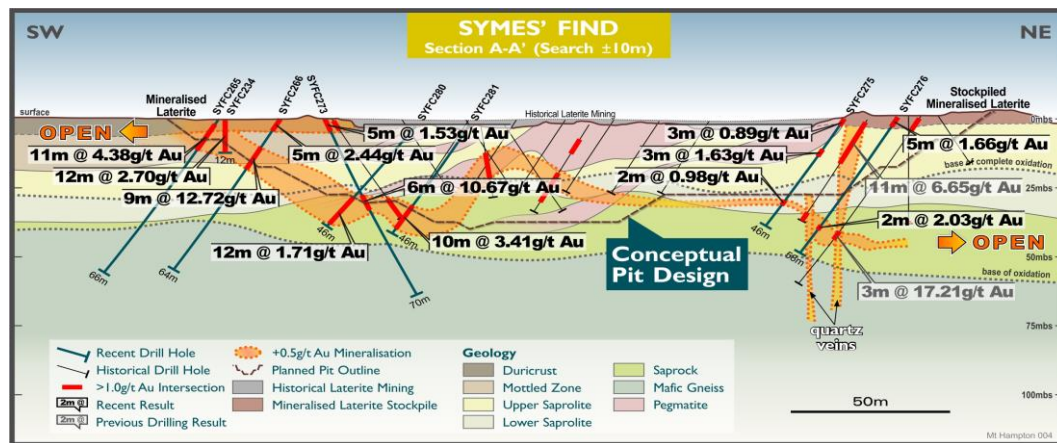 SW
SYMES' FIND
Section A-A' (Search ±10m)
NE
SYFC265
SYFC234
SYFC266
SYFC273
SYFC280
SYFC281
SYFC275
SYFC276
Mineralised
Laterite
Stockpiled
Mineralised Laterite
surface
Historical Laterite Mining
0mbs
OPEN
5m @ 1.53g/t Au
3m @ 0.89g/t Au
11m @ 4.38g/t Au
12m
5m @ 2.44g/t Au
3m @ 1.63g/t Au
5m @ 1.66g/t Au
base of complete oxidation
12m @ 2.70g/t Au
2m @ 0.98g/t Au
9m @ 12.72g/t Au
6m @ 10.67g/t Au
11m @ 6.65g/t Au
25mbs
2m @ 2.03g/t Au
46m
46m
46m
12m @ 1.71g/t Au
10m @ 3.41g/t Au
OPEN
Conceptual
Pit Design
50mbs
66m
64m
68m
base of oxidation
70m
3m @ 17.21g/t Au
quartz
veins
75mbs
100mbs
Recent Drill Hole
Historical Drill Hole
>1.0g/t Au Intersection
2m @
Recent Result
2m @
Previous Drilling Result
+0.5g/t Au Mineralisation
Planned Pit Outline
Historical Laterite Mining
Mineralised Laterite Stockpile
Geology
Duricrust
Mottled Zone
Upper Saprolite
Lower Saprolite
Saprock
Mafic Gneiss
Pegmatite
50m
Mt Hampton 004